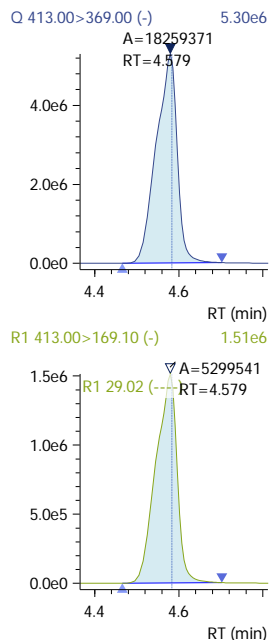 Q 413.00>369.00 (-) 5.30e6
A=18259371
RT=4.579
4.0e6
2.0e6
0.0e0
4.4 4.6
RT (min)
R1 413.00>169.10 (-) 1.51e6
A=5299541
1.5e6
R1 29.02 (----) RT=4.579
1.0e6
5.0e5
0.0e0
4.4 4.6
RT (min)